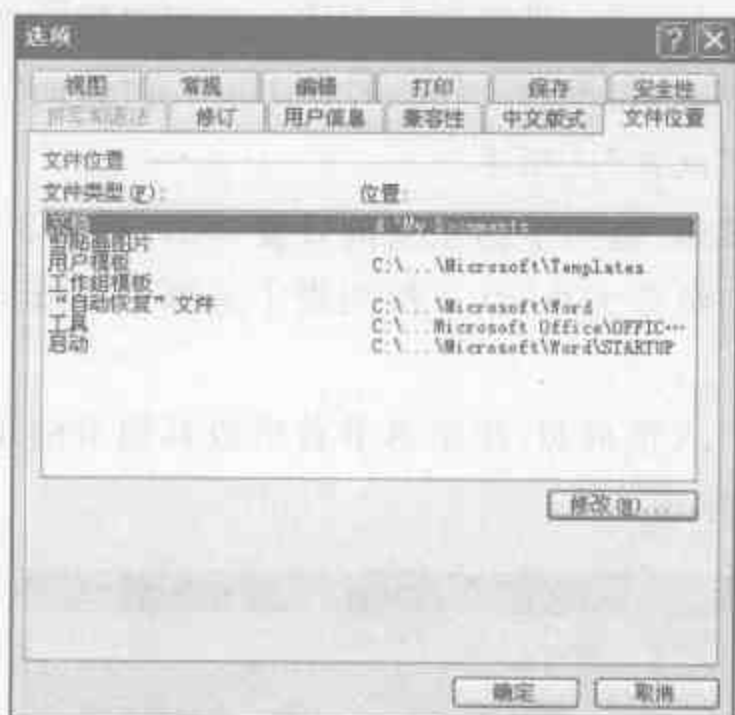 选项
视图 常规 编辑 打印 保存 安全性
修订 用户信息 兼容性 中文版式 文件位置
文件位置
文件类型(F): 位置:
文档 A:\My Documents
剪贴画图片
用户模板 C:\...\Microsoft\Templates
工作组模板
“自动恢复”文件 C:\...\Microsoft\Word
工具 C:\...Microsoft Office\OFFIC...
启动 C:\...\Microsoft\Word\STARTUP
修改(M)...
确定 取消